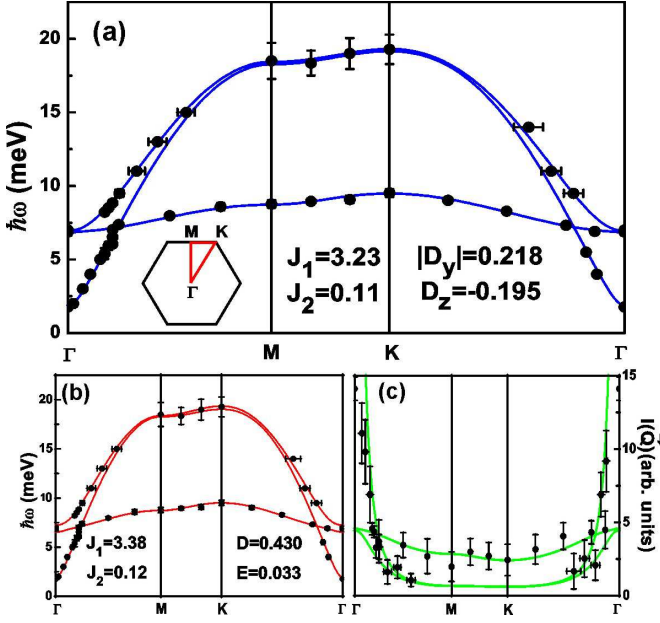 (a)
20
15
10
5
0
ħω (meV)
M K
Γ
J₁=3.23 |D_y|=0.218
J₂=0.11 D_z=-0.195
Γ M K Γ
(b)
20
15
10
5
0
ħω (meV)
J₁=3.38 D=0.430
J₂=0.12 E=0.033
Γ M K Γ
(c)
15
10
5
0
I(Q)(arb. units)
Γ M K Γ